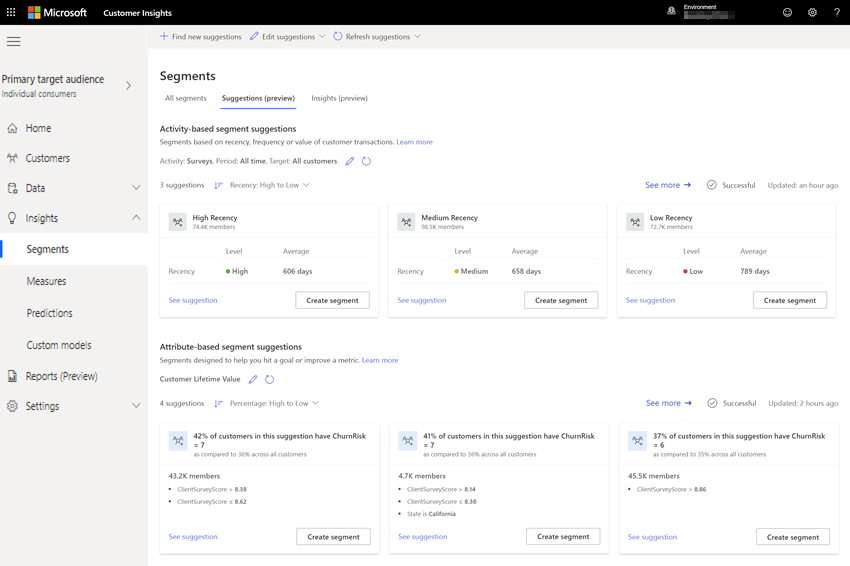 Microsoft Customer Insights
Environment
Find new suggestions Edit suggestions Refresh suggestions
Primary target audience
Individual consumers
Home
Customers
Data
Insights
Segments
Measures
Predictions
Custom models
Reports (Preview)
Settings
Segments
All segments Suggestions (preview) Insights (preview)
Activity-based segment suggestions
Segments based on recency, frequency or value of customer transactions. Learn more
Activity: Surveys, Period: All time, Target: All customers
3 suggestions Recency: High to Low See more → Successful Updated: an hour ago
High Recency
74.4K members
Level Average
Recency High 606 days
See suggestion Create segment
Medium Recency
90.5K members
Level Average
Recency Medium 658 days
See suggestion Create segment
Low Recency
72.7K members
Level Average
Recency Low 789 days
See suggestion Create segment
Attribute-based segment suggestions
Segments designed to help you hit a goal or improve a metric. Learn more
Customer Lifetime Value
4 suggestions Percentage: High to Low See more → Successful Updated: 2 hours ago
42% of customers in this suggestion have ChurnRisk
= 7
as compared to 36% across all customers
43.2K members
• ClientSurveyScore > 8.38
• ClientSurveyScore ≤ 8.62
See suggestion Create segment
41% of customers in this suggestion have ChurnRisk
= 7
as compared to 36% across all customers
4.7K members
• ClientSurveyScore > 8.14
• ClientSurveyScore ≤ 8.38
• State is California
See suggestion Create segment
37% of customers in this suggestion have ChurnRisk
= 6
as compared to 35% across all customers
45.5K members
• ClientSurveyScore > 8.86
See suggestion Create segment